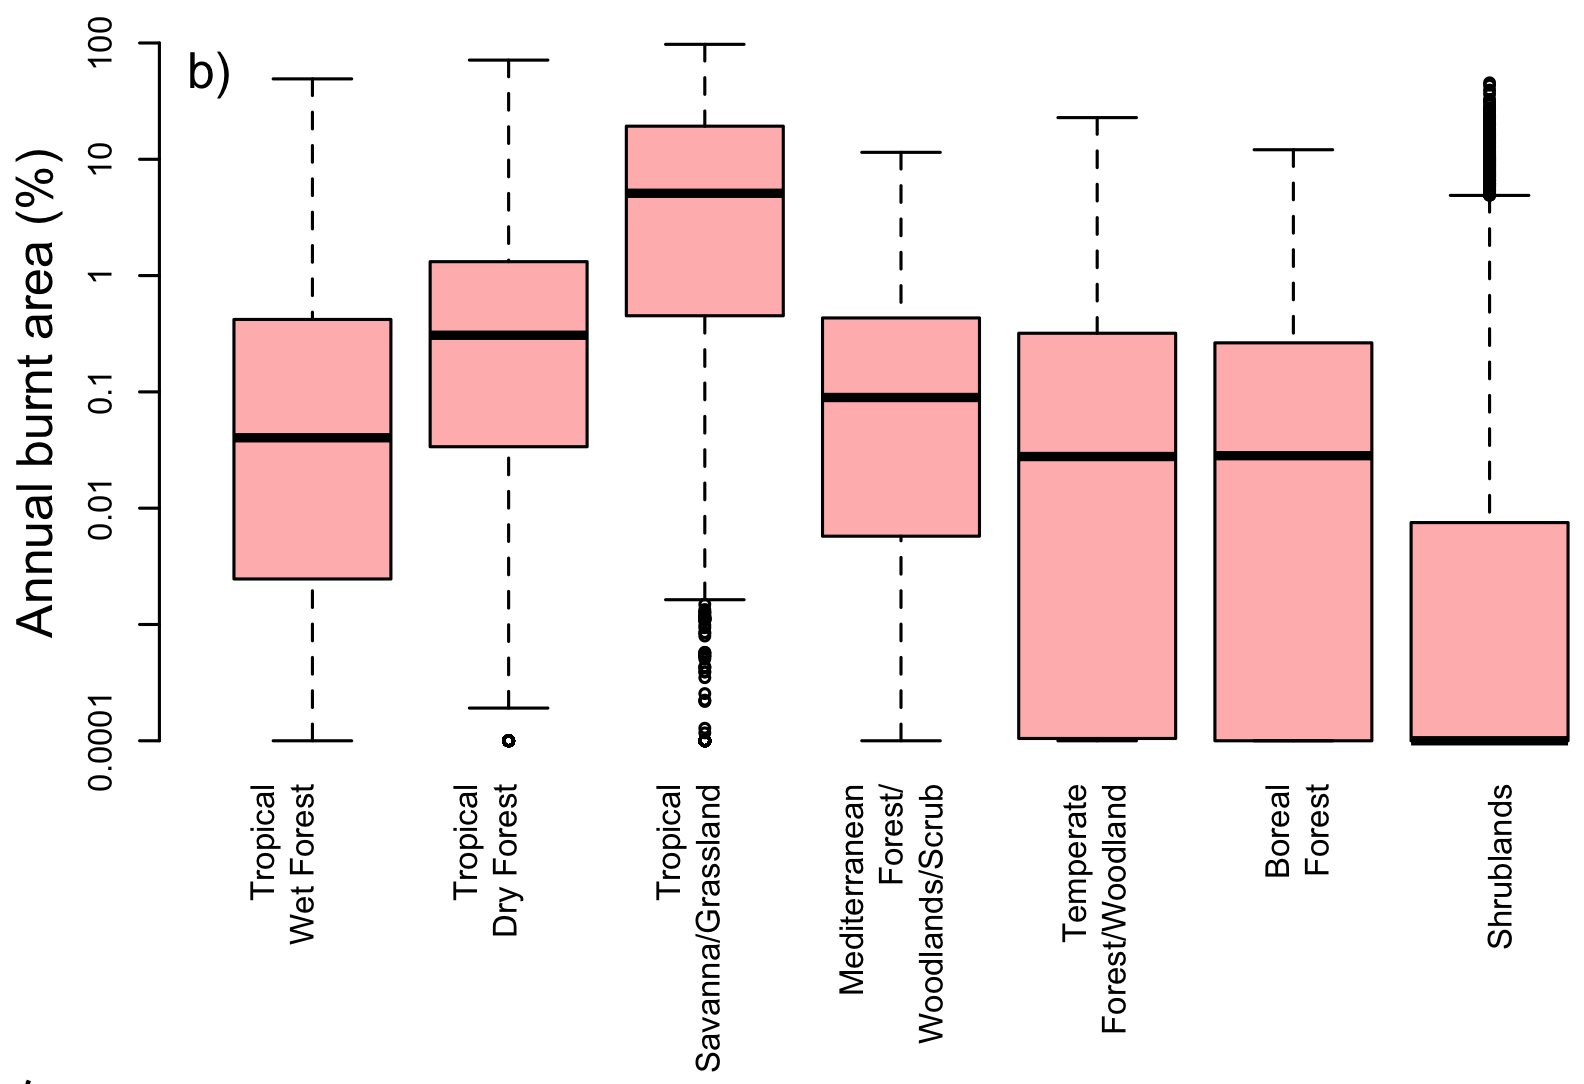 b)
Annual burnt area (%)
100
10
1
0.1
0.01
0.0001
Tropical
Wet Forest
Tropical
Dry Forest
Tropical
Savanna/Grassland
Mediterranean
Forest/
Woodlands/Scrub
Temperate
Forest/Woodland
Boreal
Forest
Shrublands